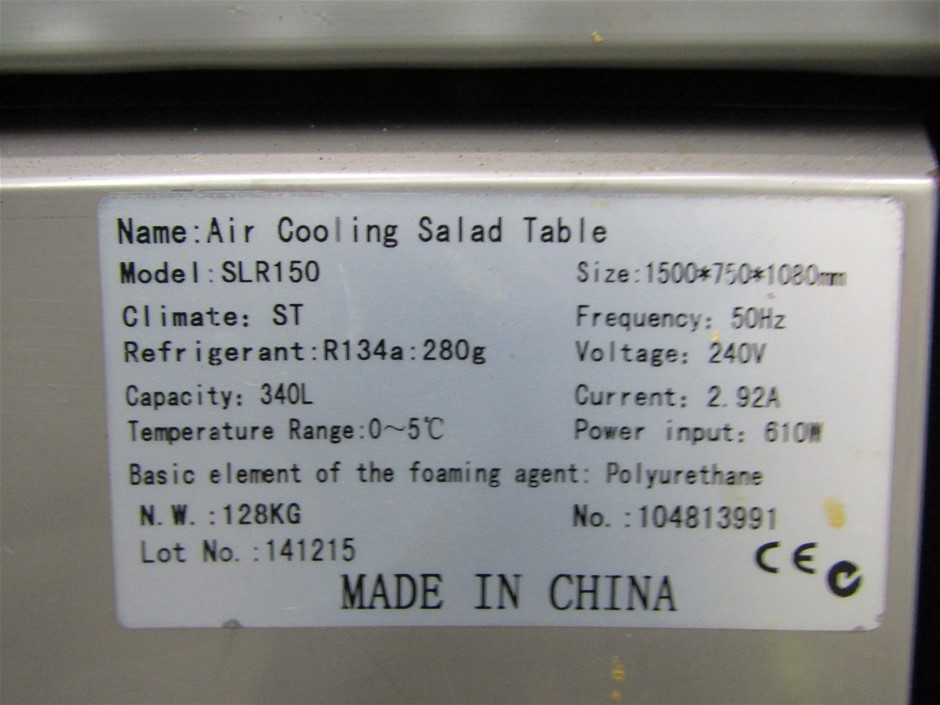 Name:Air Cooling Salad Table
Model:SLR150 Size:1500*750*1080mm
Climate: ST Frequency: 50Hz
Refrigerant:R134a:280g Voltage: 240V
Capacity: 340L Current: 2.92A
Temperature Range:0~5℃ Power input: 610W
Basic element of the foaming agent: Polyurethane
N.W.:128KG No.:104813991
Lot No.:141215
CE
MADE IN CHINA